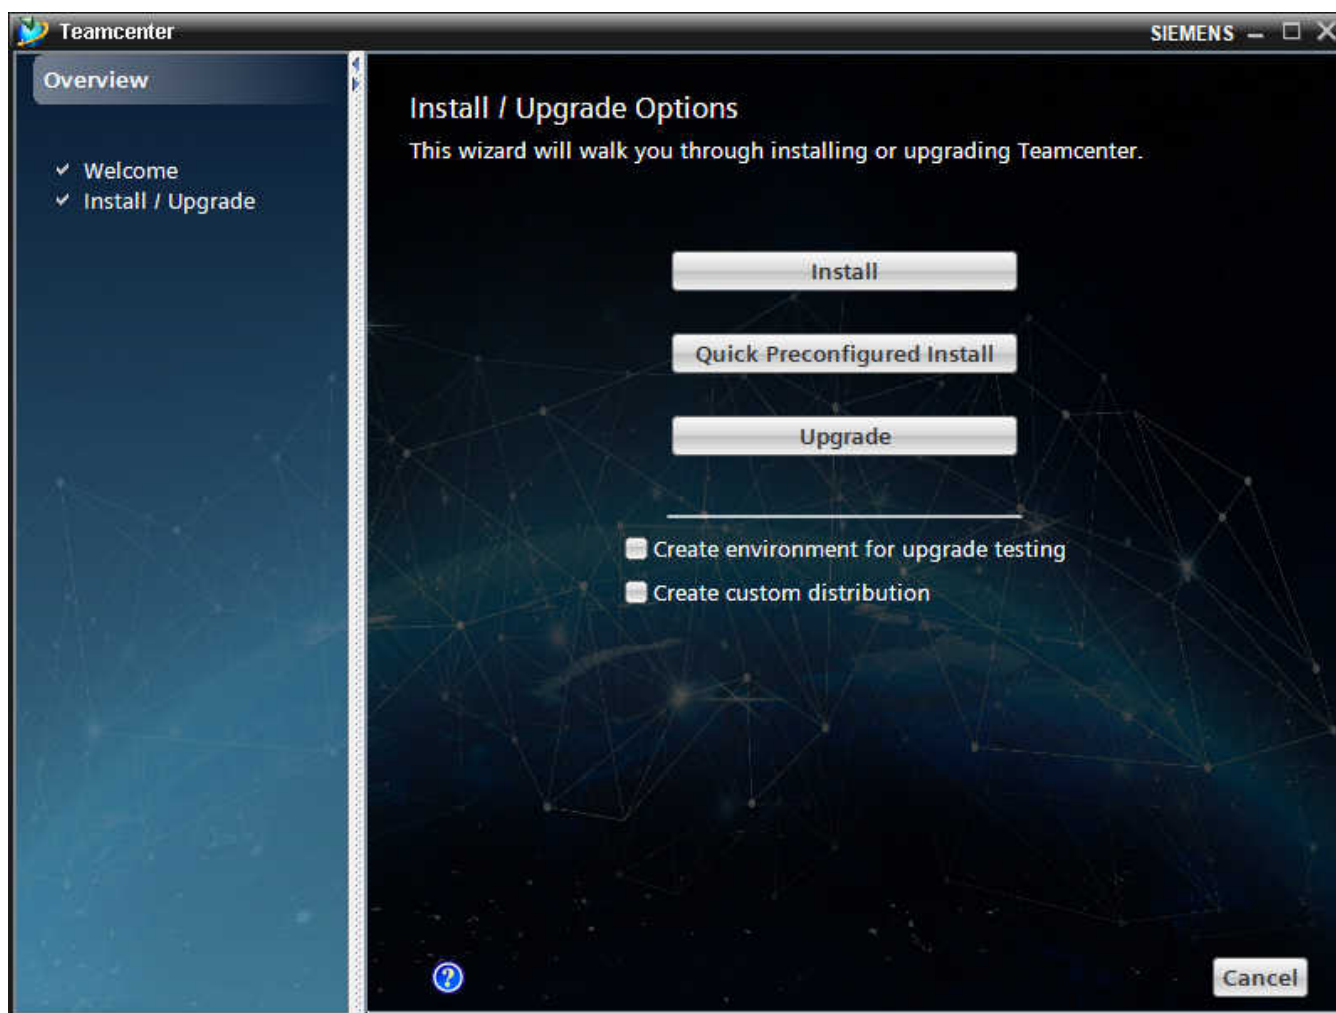 Teamcenter
SIEMENS
Overview
Welcome
Install / Upgrade
Install / Upgrade Options
This wizard will walk you through installing or upgrading Teamcenter.
Install
Quick Preconfigured Install
Upgrade
Create environment for upgrade testing
Create custom distribution
?
Cancel